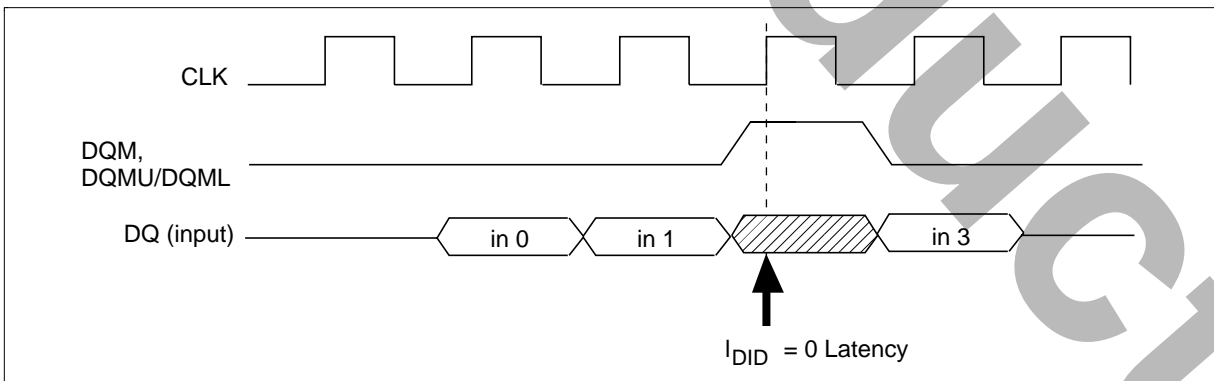 CLK
DQM,
DQMU/DQML
DQ (input)
in 0
in 1
in 3
IDID = 0 Latency